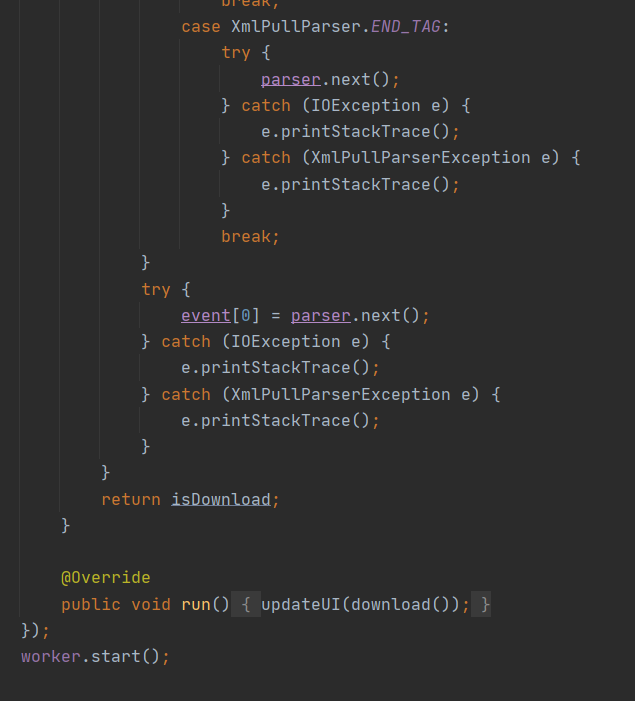 break;
case XmlPullParser.END_TAG:
try {
parser.next();
} catch (IOException e) {
e.printStackTrace();
} catch (XmlPullParserException e) {
e.printStackTrace();
}
break;
}
try {
event[0] = parser.next();
} catch (IOException e) {
e.printStackTrace();
} catch (XmlPullParserException e) {
e.printStackTrace();
}
}
return isDownload;
}
@Override
public void run() { updateUI(download()); }
});
worker.start();